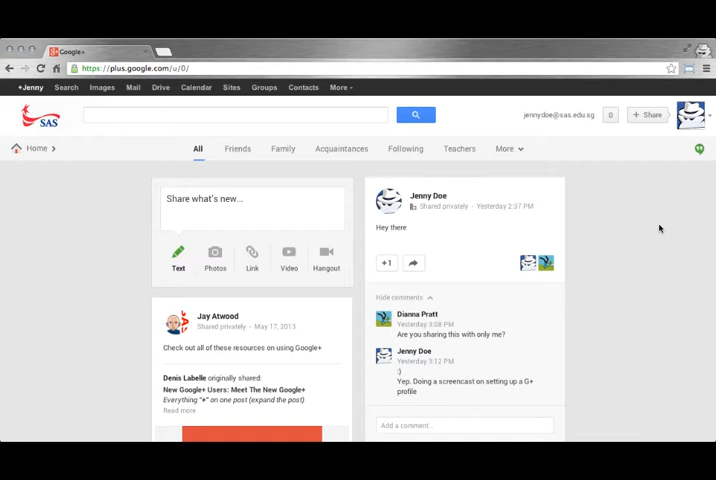 Google+
https://plus.google.com/u/0/
+Jenny Search Images Mail Drive Calendar Sites Groups Contacts More
SAS
jennydoe@sas.edu.sg 0 + Share
Home All Friends Family Acquaintances Following Teachers More
Share what's new...
Text Photos Link Video Hangout
Jay Atwood
Shared privately - May 17, 2013
Check out all of these resources on using Google+
Denis Labelle originally shared:
New Google+ Users: Meet The New Google+
Everything "+" on one post (expand the post)
Read more
Jenny Doe
Shared privately - Yesterday 2:37 PM
Hey there
+1
Hide comments
Dianna Pratt
Yesterday 3:08 PM
Are you sharing this with only me?
Jenny Doe
Yesterday 3:12 PM
:)
Yep. Doing a screencast on setting up a G+
profile
Add a comment...